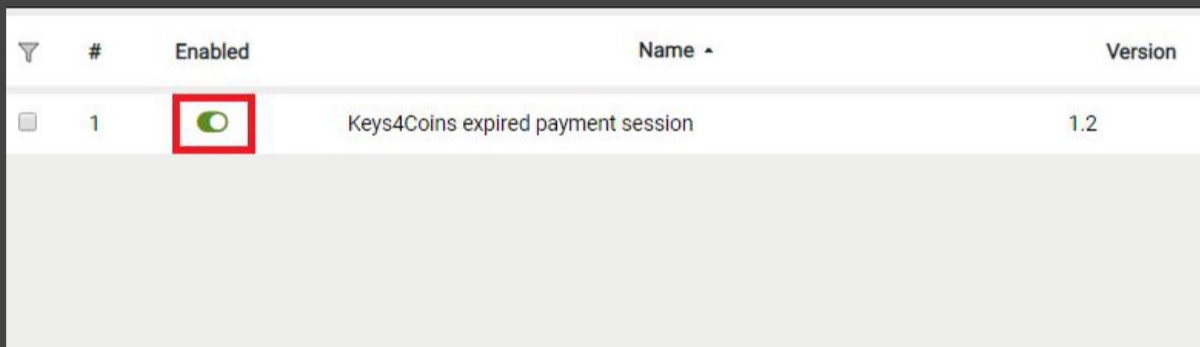 # Enabled Name Version
1 Keys4Coins expired payment session 1.2